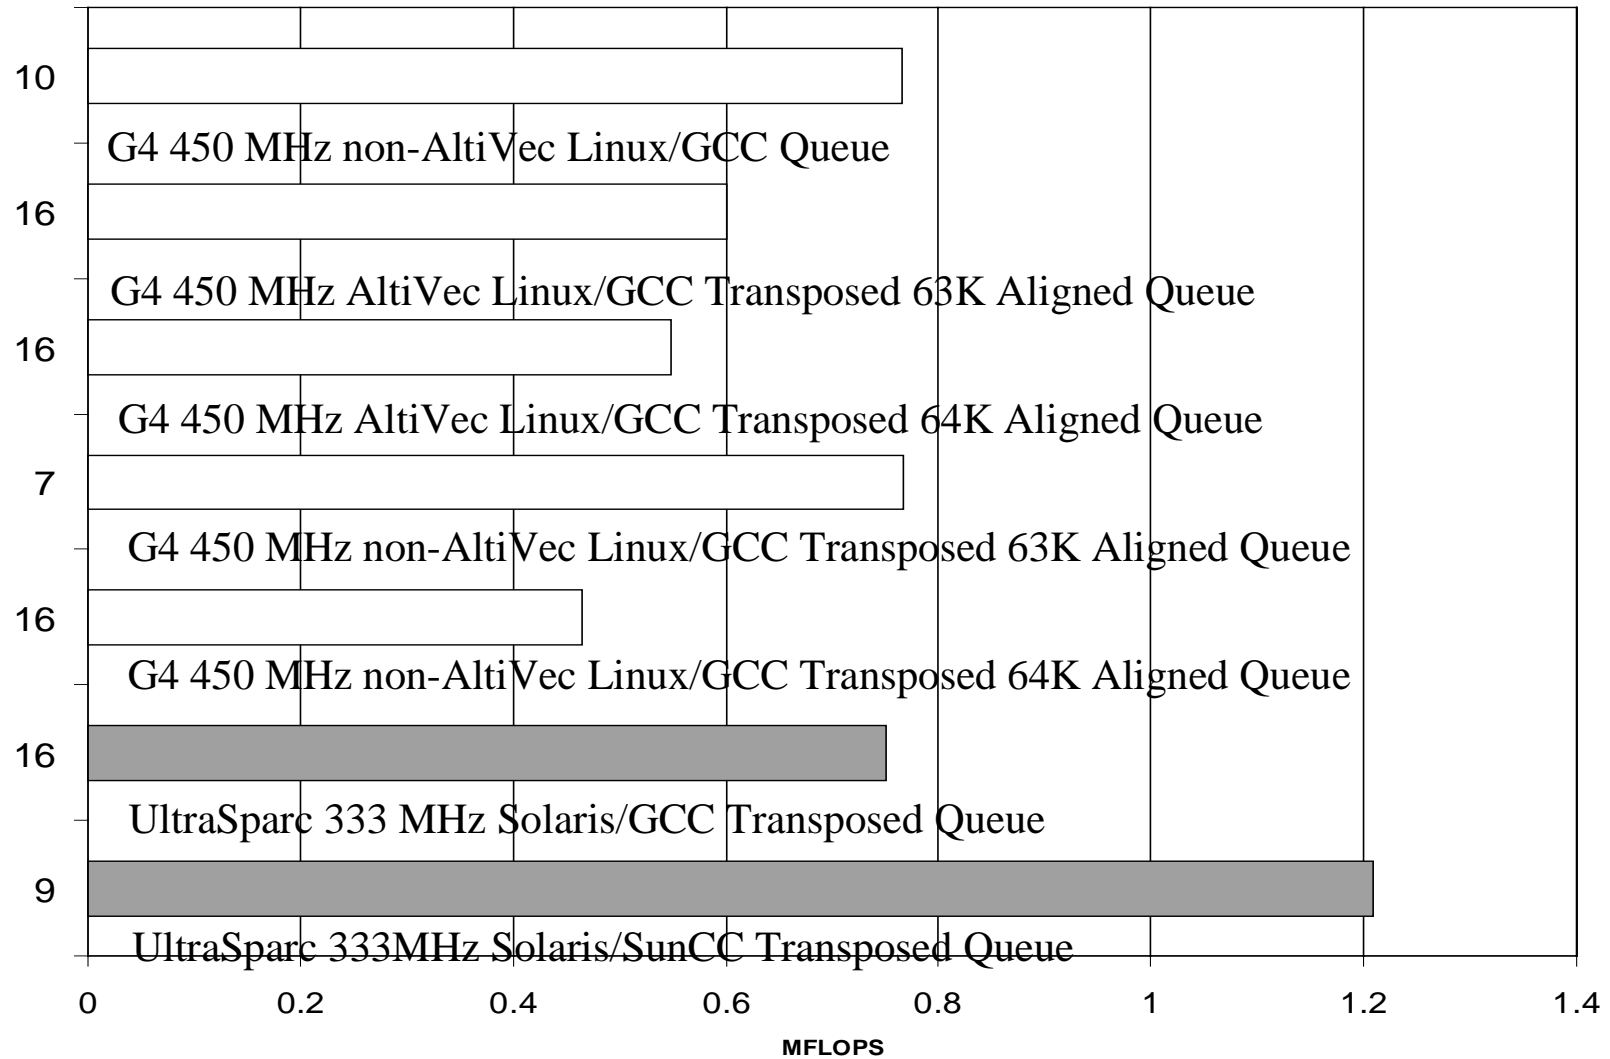 10
G4 450 MHz non-AltiVec Linux/GCC Queue
16
G4 450 MHz AltiVec Linux/GCC Transposed 63K Aligned Queue
16
G4 450 MHz AltiVec Linux/GCC Transposed 64K Aligned Queue
7
G4 450 MHz non-AltiVec Linux/GCC Transposed 63K Aligned Queue
16
G4 450 MHz non-AltiVec Linux/GCC Transposed 64K Aligned Queue
16
UltraSparc 333 MHz Solaris/GCC Transposed Queue
9
UltraSparc 333MHz Solaris/SunCC Transposed Queue
0 0.2 0.4 0.6 0.8 1 1.2 1.4
MFLOPS